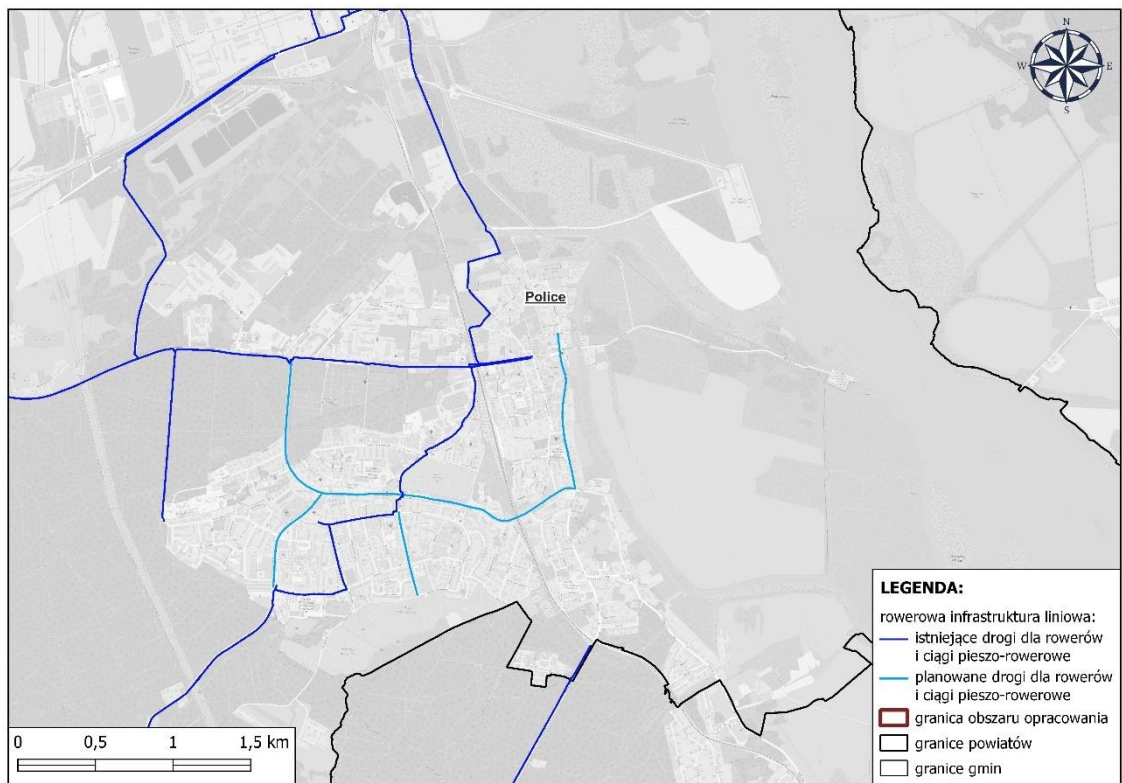 N
W E
S
Police
LEGENDA:
rowerowa infrastruktura liniowa:
istniejące drogi dla rowerów
i ciągi pieszo-rowerowe
planowane drogi dla rowerów
i ciągi pieszo-rowerowe
granica obszaru opracowania
granice powiatów
granice gmin
0 0,5 1 1,5 km